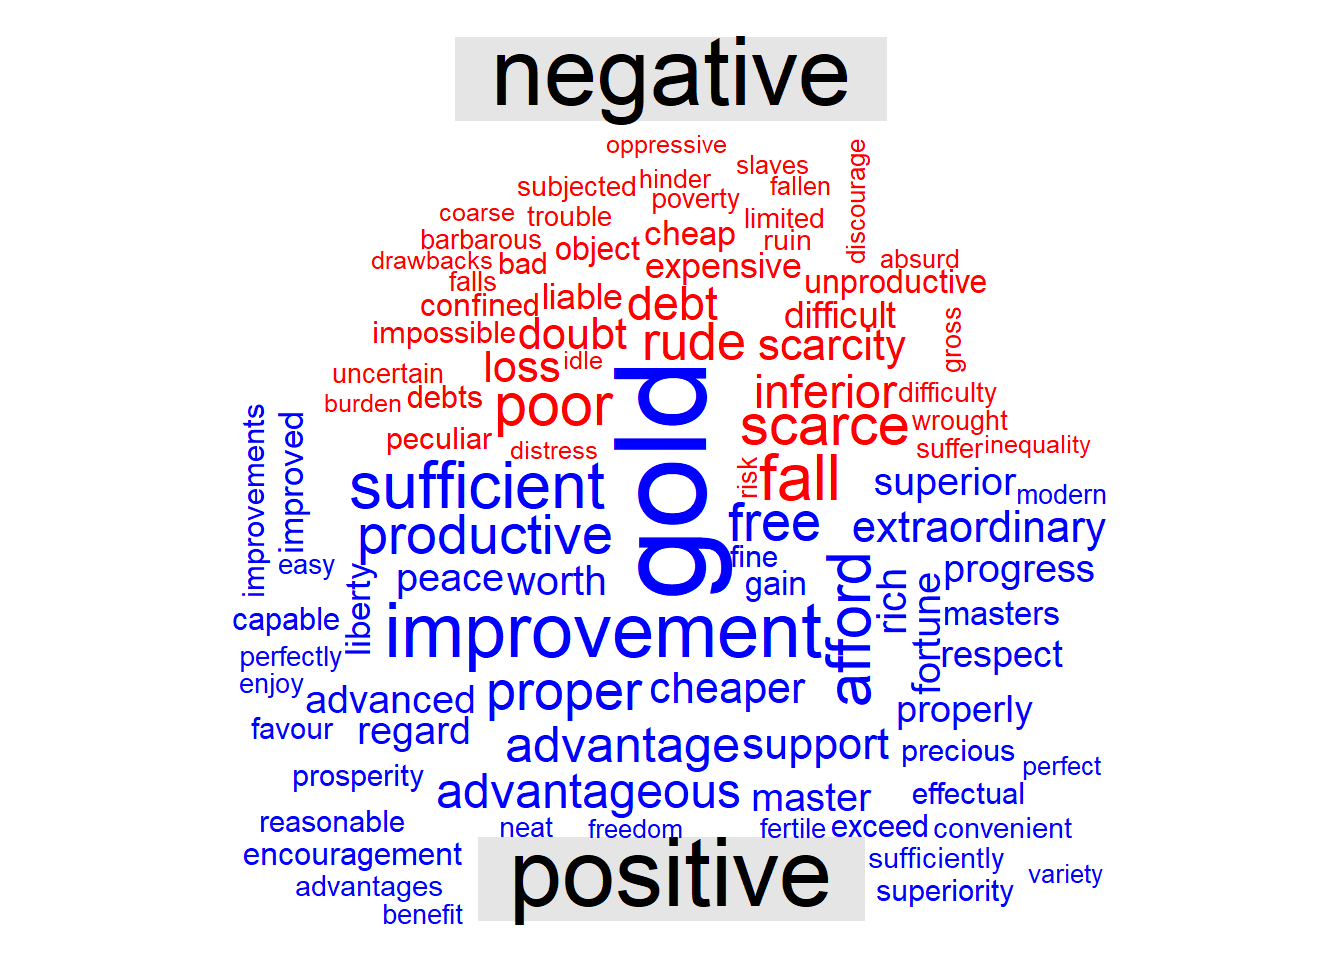 negative
oppressive
slaves
discourage
subjected
hinder
fallen
poverty
coarse
trouble
limited
barbarous
object
cheap
ruin
drawbacks
bad
expensive
absurd
falls
unproductive
confined
liable
debt
difficult
gross
impossible
doubt
rude
scarcity
loss
idle
uncertain
gold
inferior
difficulty
burden
debts
poor
scarce
wrought
peculiar
distress
suffer
inequality
improvements
improved
sufficient
risk
fall
superior
modern
productive
free
extraordinary
easy
liberty
peace
worth
fine
gain
afford
rich
fortune
progress
capable
improvement
masters
perfectly
respect
enjoy
advanced
proper
cheaper
properly
favour
regard
advantage
support
precious
perfect
prosperity
advantageous
master
effectual
reasonable
neat
freedom
fertile
exceed
convenient
encouragement
positive
sufficiently
advantages
superiority
variety
benefit